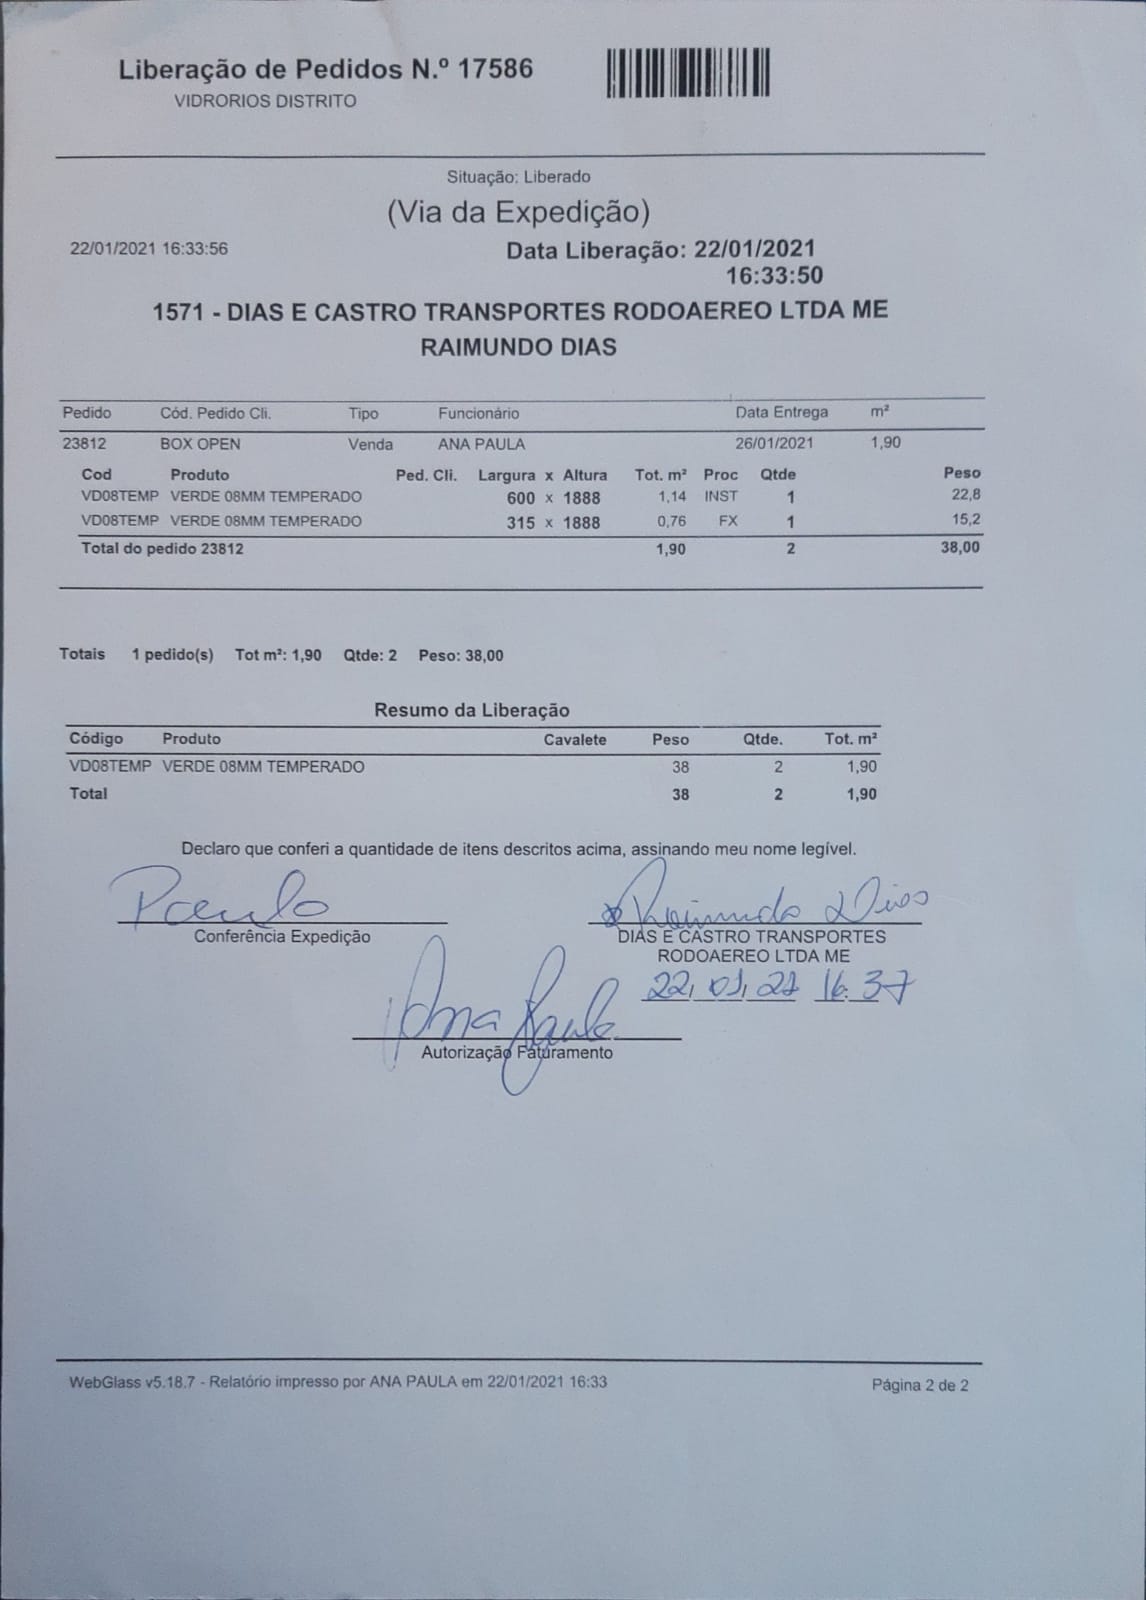 Liberação de Pedidos N.º 17586
VIDRORIOS DISTRITO
Situação: Liberado
(Via da Expedição)
22/01/2021 16:33:56 Data Liberação: 22/01/2021
16:33:50
1571 - DIAS E CASTRO TRANSPORTES RODOAEREO LTDA ME
RAIMUNDO DIAS
Pedido Cód. Pedido Cli. Tipo Funcionário Data Entrega m²
23812 BOX OPEN Venda ANA PAULA 26/01/2021 1,90
Cod Produto Ped. Cli. Largura x Altura Tot. m² Proc Qtde Peso
VD08TEMP VERDE 08MM TEMPERADO 600 x 1888 1,14 INST 1 22,8
VD08TEMP VERDE 08MM TEMPERADO 315 x 1888 0,76 FX 1 15,2
Total do pedido 23812 1,90 2 38,00
Totais 1 pedido(s) Tot m²: 1,90 Qtde: 2 Peso: 38,00
Resumo da Liberação
Código Produto Cavalete Peso Qtde. Tot. m²
VD08TEMP VERDE 08MM TEMPERADO 38 2 1,90
Total 38 2 1,90
Declaro que conferi a quantidade de itens descritos acima, assinando meu nome legível.
Paulo Raimundo Dias
Conferência Expedição DIAS E CASTRO TRANSPORTES
RODOAEREO LTDA ME
22, 01, 21 16:37
Ana Paula
Autorização Faturamento
WebGlass v5.18.7 - Relatório impresso por ANA PAULA em 22/01/2021 16:33 Página 2 de 2